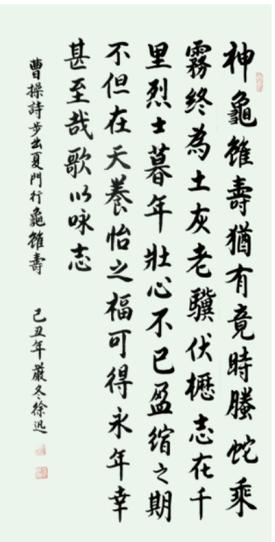 神龜雖壽猶有竟時螣蛇乘
霧終為土灰老驥伏櫪志在千
里烈士暮年壯心不已盈縮之期
不但在天養怡之福可得永年幸
甚至哉歌以咏志
曹操詩步出夏門行龜雖壽
己丑年嚴冬徐迅